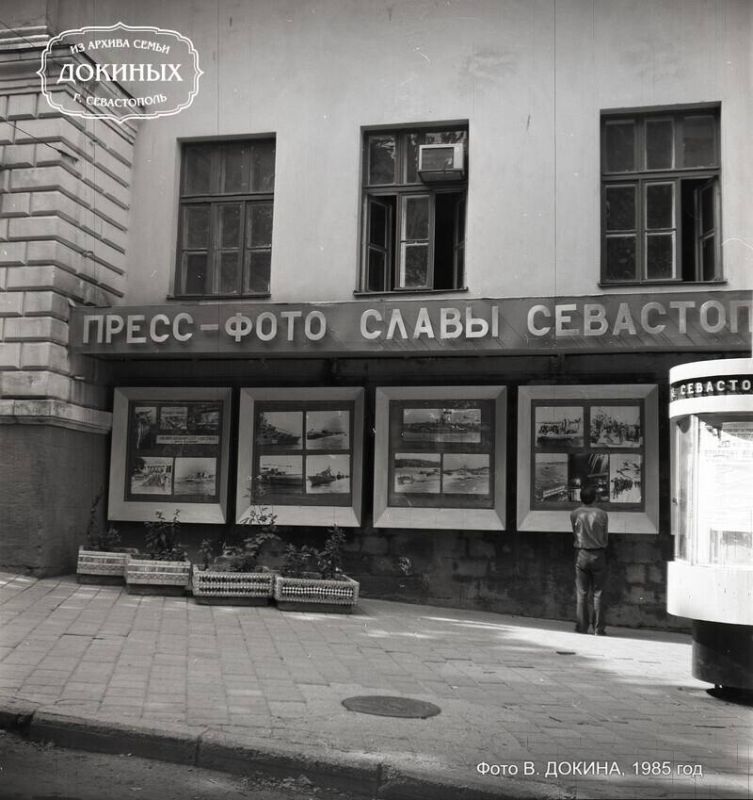 ИЗ АРХИВА СЕМЬИ
ДОКИНЫХ
Г. СЕВАСТОПОЛЬ
ПРЕСС-ФОТО СЛАВЫ СЕВАСТОП
СЕВАСТО
Фото В. ДОКИНА, 1985 год